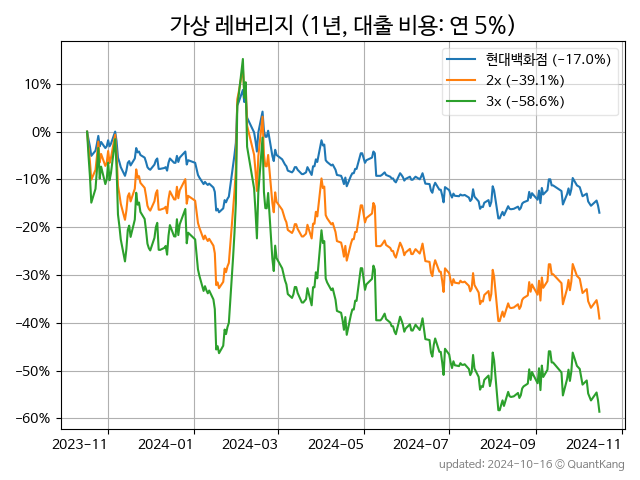 가상 레버리지 (1년, 대출 비용: 연 5%)
현대백화점 (-17.0%)
2x (-39.1%)
3x (-58.6%)
10%
0%
-10%
-20%
-30%
-40%
-50%
-60%
2023-11 2024-01 2024-03 2024-05 2024-07 2024-09 2024-11
updated: 2024-10-16 © QuantKang